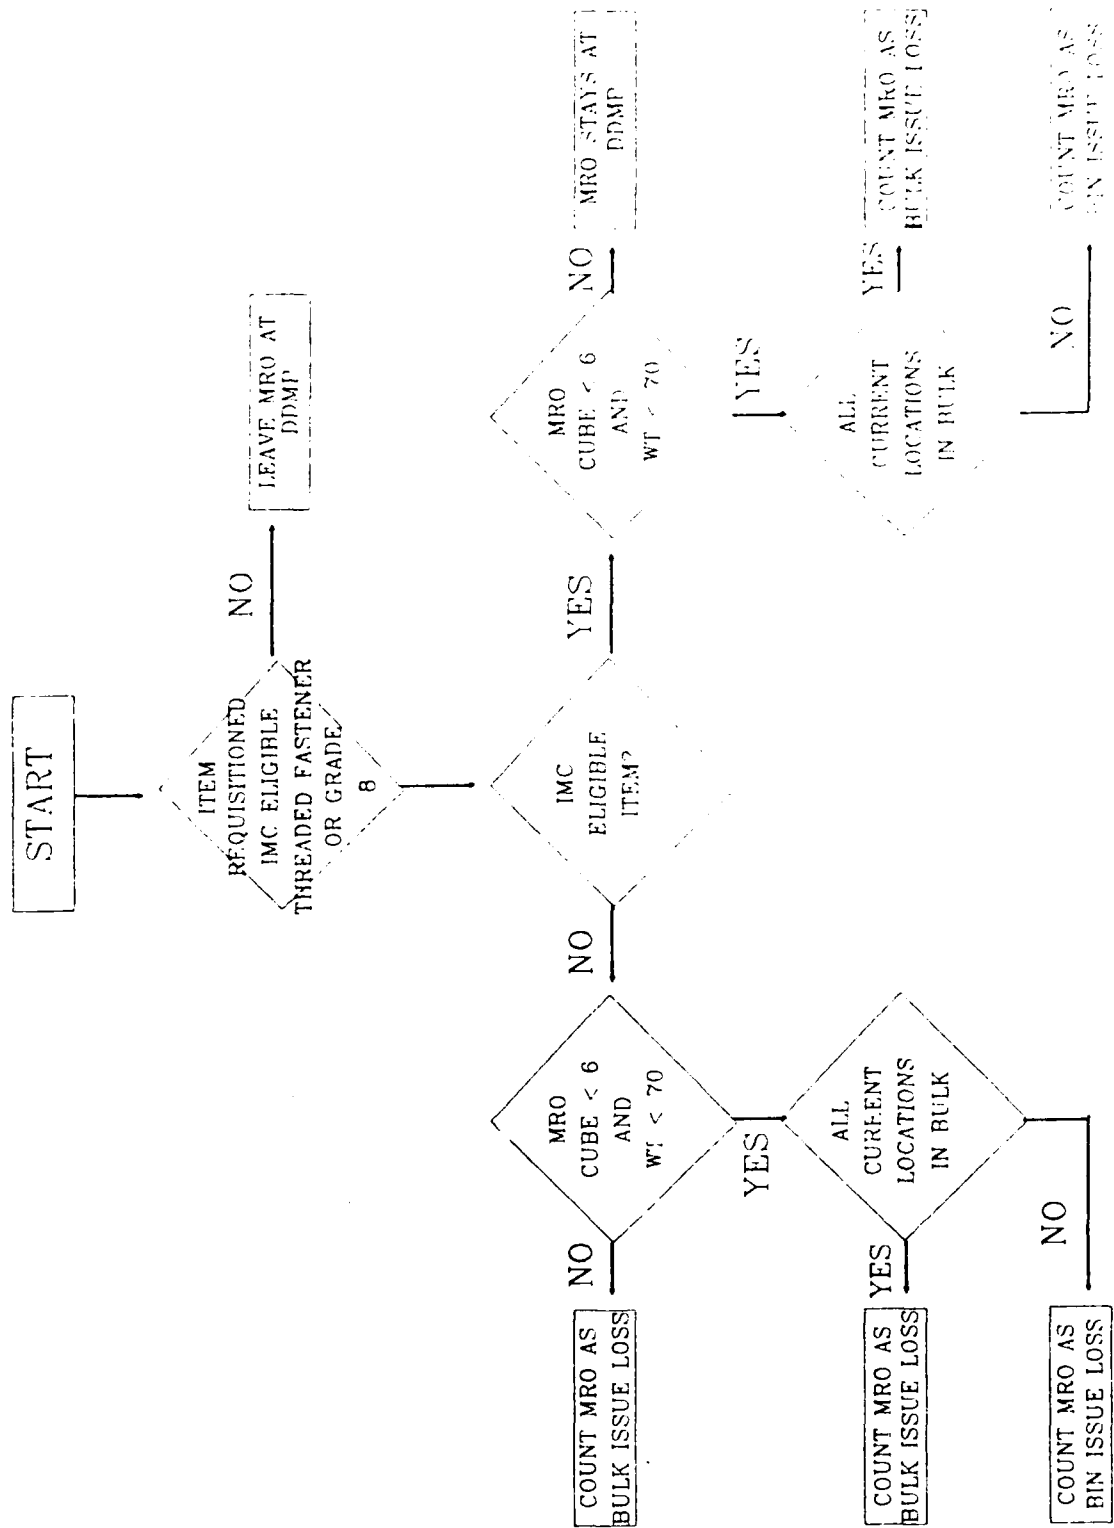 START
ITEM
REQUISITIONED
IMC ELIGIBLE
THREADED FASTENER
OR GRADE
8
NO
LEAVE MRO AT
DDMP
IMC
ELIGIBLE
ITEM?
NO
YES
MRO
CUBE < 6
AND
WT < 70
NO
COUNT MRO AS
BULK ISSUE LOSS
YES
ALL
CURRENT
LOCATIONS
IN BULK
YES
COUNT MRO AS
BULK ISSUE LOSS
NO
COUNT MRO AS
BIN ISSUE LOSS
MRO
CUBE < 6
AND
WT < 70
NO
MRO STAYS AT
DDMP
YES
ALL
CURRENT
LOCATIONS
IN BULK
YES
COUNT MRO AS
BULK ISSUE LOSS
NO
COUNT MRO AS
BIN ISSUE LOSS